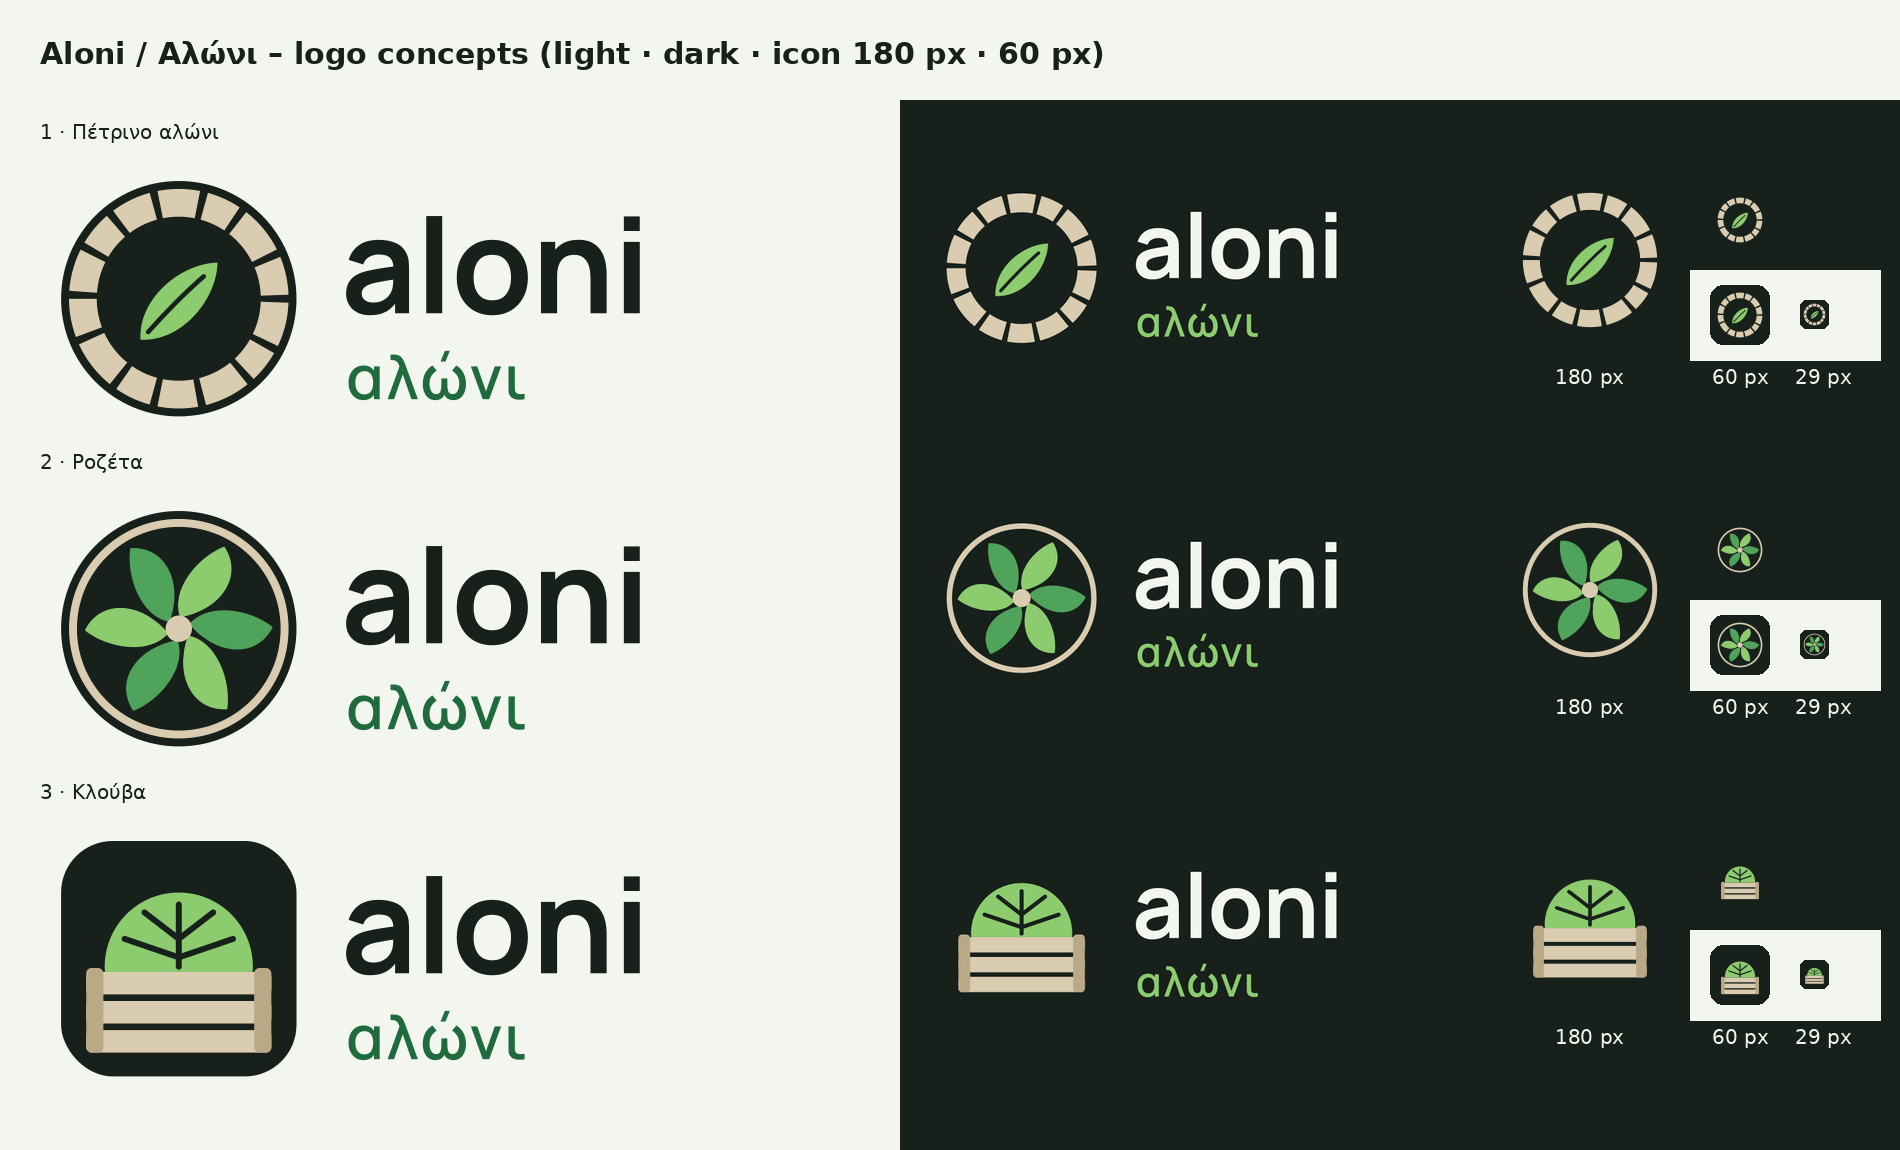 Aloni / Αλώνι – logo concepts (light · dark · icon 180 px · 60 px)
1 · Πέτρινο αλώνι
aloni
αλώνι
aloni
αλώνι
180 px
60 px
29 px
2 · Ροζέτα
aloni
αλώνι
aloni
αλώνι
180 px
60 px
29 px
3 · Κλούβα
aloni
αλώνι
aloni
αλώνι
180 px
60 px
29 px